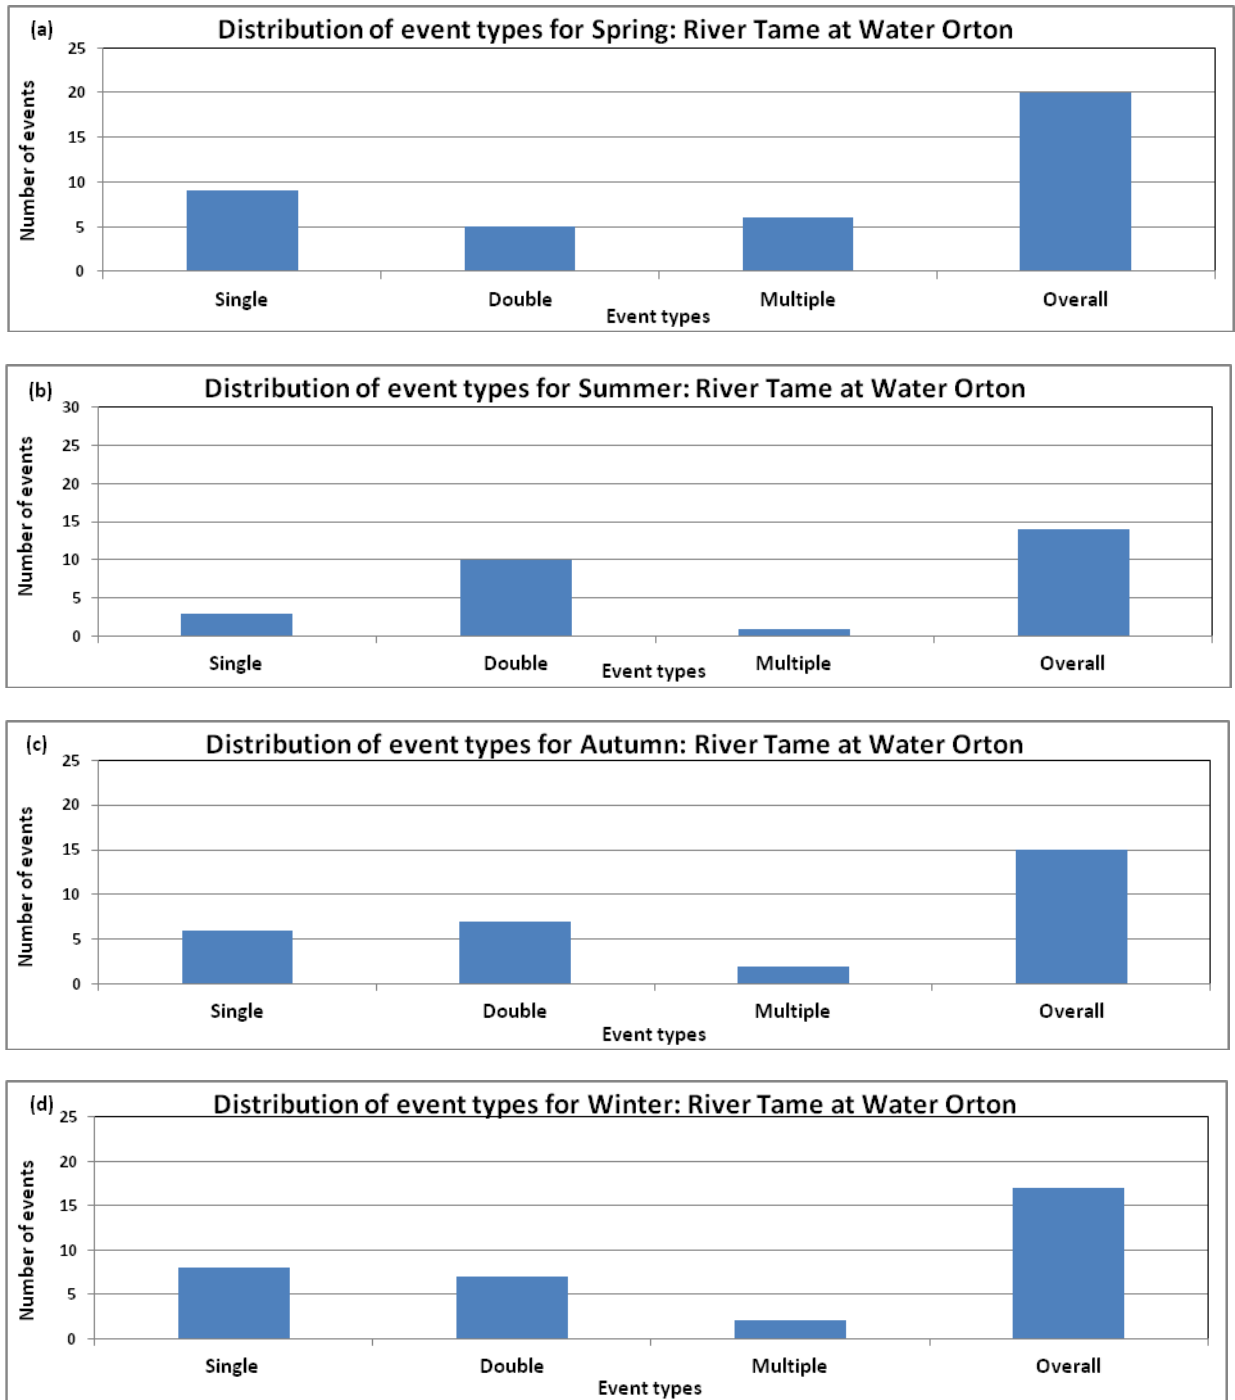 (a)
Distribution of event types for Spring: River Tame at Water Orton
Number of events
25
20
15
10
5
0
Single Double Multiple Overall
Event types
(b)
Distribution of event types for Summer: River Tame at Water Orton
Number of events
30
25
20
15
10
5
0
Single Double Multiple Overall
Event types
(c)
Distribution of event types for Autumn: River Tame at Water Orton
Number of events
25
20
15
10
5
0
Single Double Multiple Overall
Event types
(d)
Distribution of event types for Winter: River Tame at Water Orton
Number of events
25
20
15
10
5
0
Single Double Multiple Overall
Event types